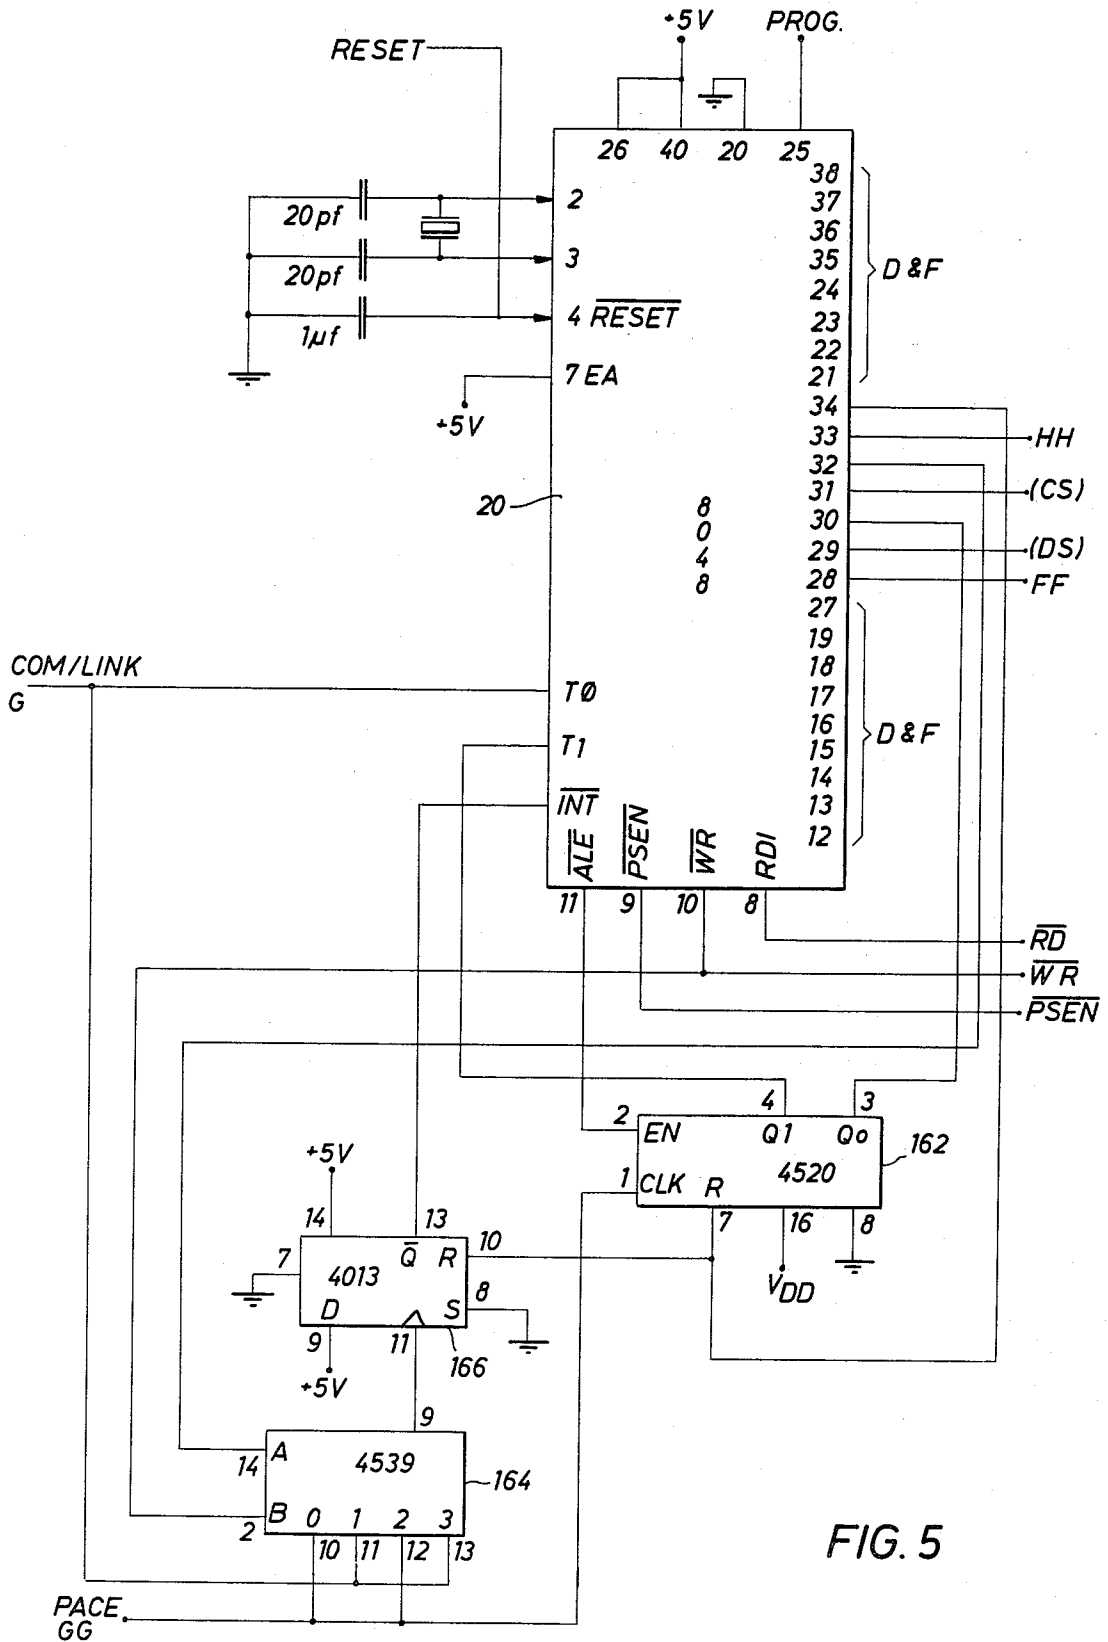 +5V PROG.
RESET
26 40 20 25
38
37
36
35
24
23
22
21
D & F
20pf
2
20pf
3
1µf
4 RESET
7 EA
+5V
34
33
HH
32
31
(CS)
30
29
(DS)
28
FF
20
8
0
4
8
27
19
18
17
16
15
14
13
12
D & F
COM/LINK
G
TØ
T1
INT
ALE
PSEN
WR
RDI
11 9 10 8
RD
WR
PSEN
2 4 3
EN Q1 Qo
162
4520
1 CLK R
7 16 8
VDD
+5V
14 13
7 Q R 10
4013
8
D S
9 11
166
+5V
9
A
14
4539
164
B
2
0 1 2 3
10 11 12 13
PACE
GG
FIG. 5